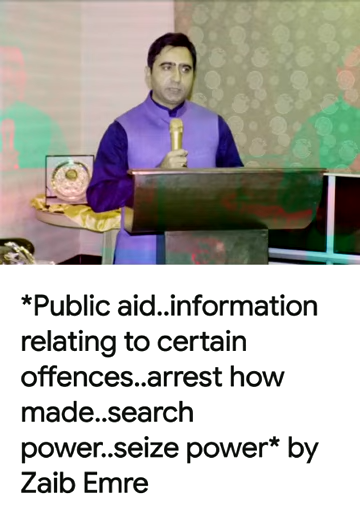 *Public aid..information
relating to certain
offences..arrest how
made..search
power..seize power* by
Zaib Emre